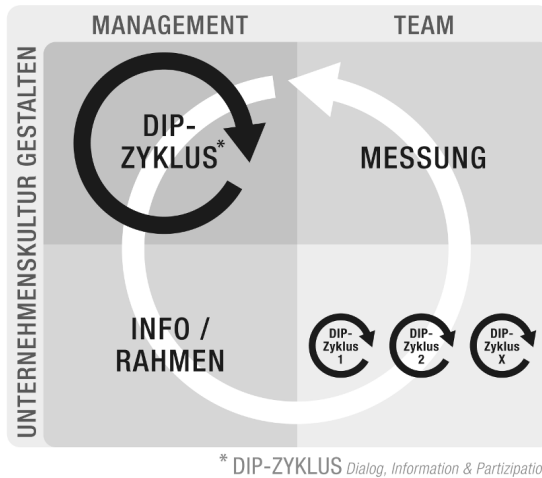 MANAGEMENT
TEAM
UNTERNEHMENSKULTUR GESTALTEN
DIP-
ZYKLUS*
MESSUNG
INFO /
RAHMEN
DIP-
Zyklus
1
DIP-
Zyklus
2
DIP-
Zyklus
X
* DIP-ZYKLUS Dialog, Information & Partizipatio